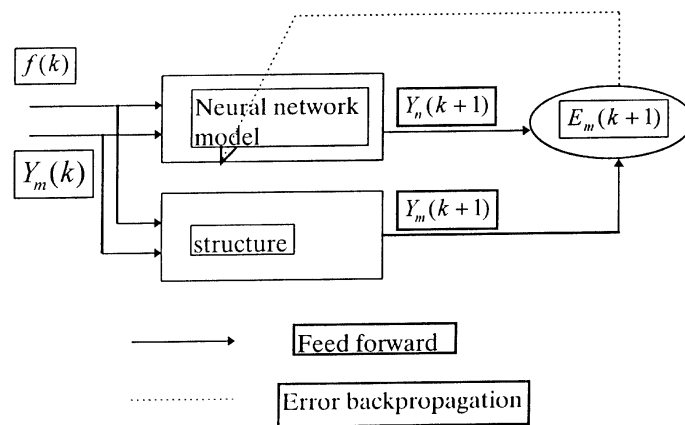 f(k)
Neural network
model
Y_n(k+1)
E_m(k+1)
Y_m(k)
structure
Y_m(k+1)
Feed forward
Error backpropagation